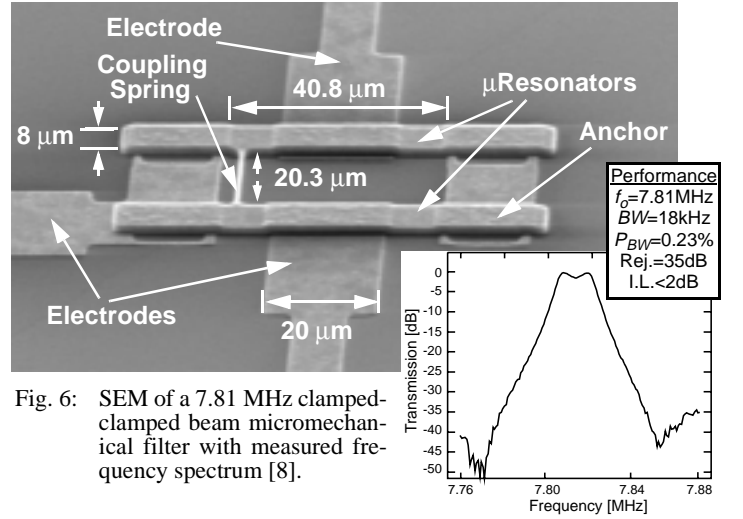 Electrode
Coupling
Spring
40.8 μm
μResonators
8 μm
Anchor
20.3 μm
Electrodes
20 μm
Performance
fo=7.81MHz
BW=18kHz
PBW=0.23%
Rej.=35dB
I.L.<2dB
Transmission [dB]
0
-5
-10
-15
-20
-25
-30
-35
-40
-45
-50
7.76 7.80 7.84 7.88
Frequency [MHz]
Fig. 6: SEM of a 7.81 MHz clamped-
clamped beam micromechan-
ical filter with measured fre-
quency spectrum [8].